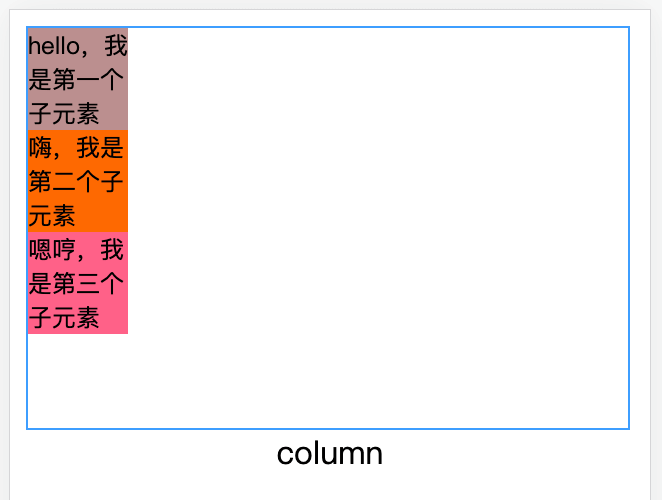 hello，我
是第一个
子元素
嗨，我是
第二个子
元素
嗯哼，我
是第三个
子元素
column